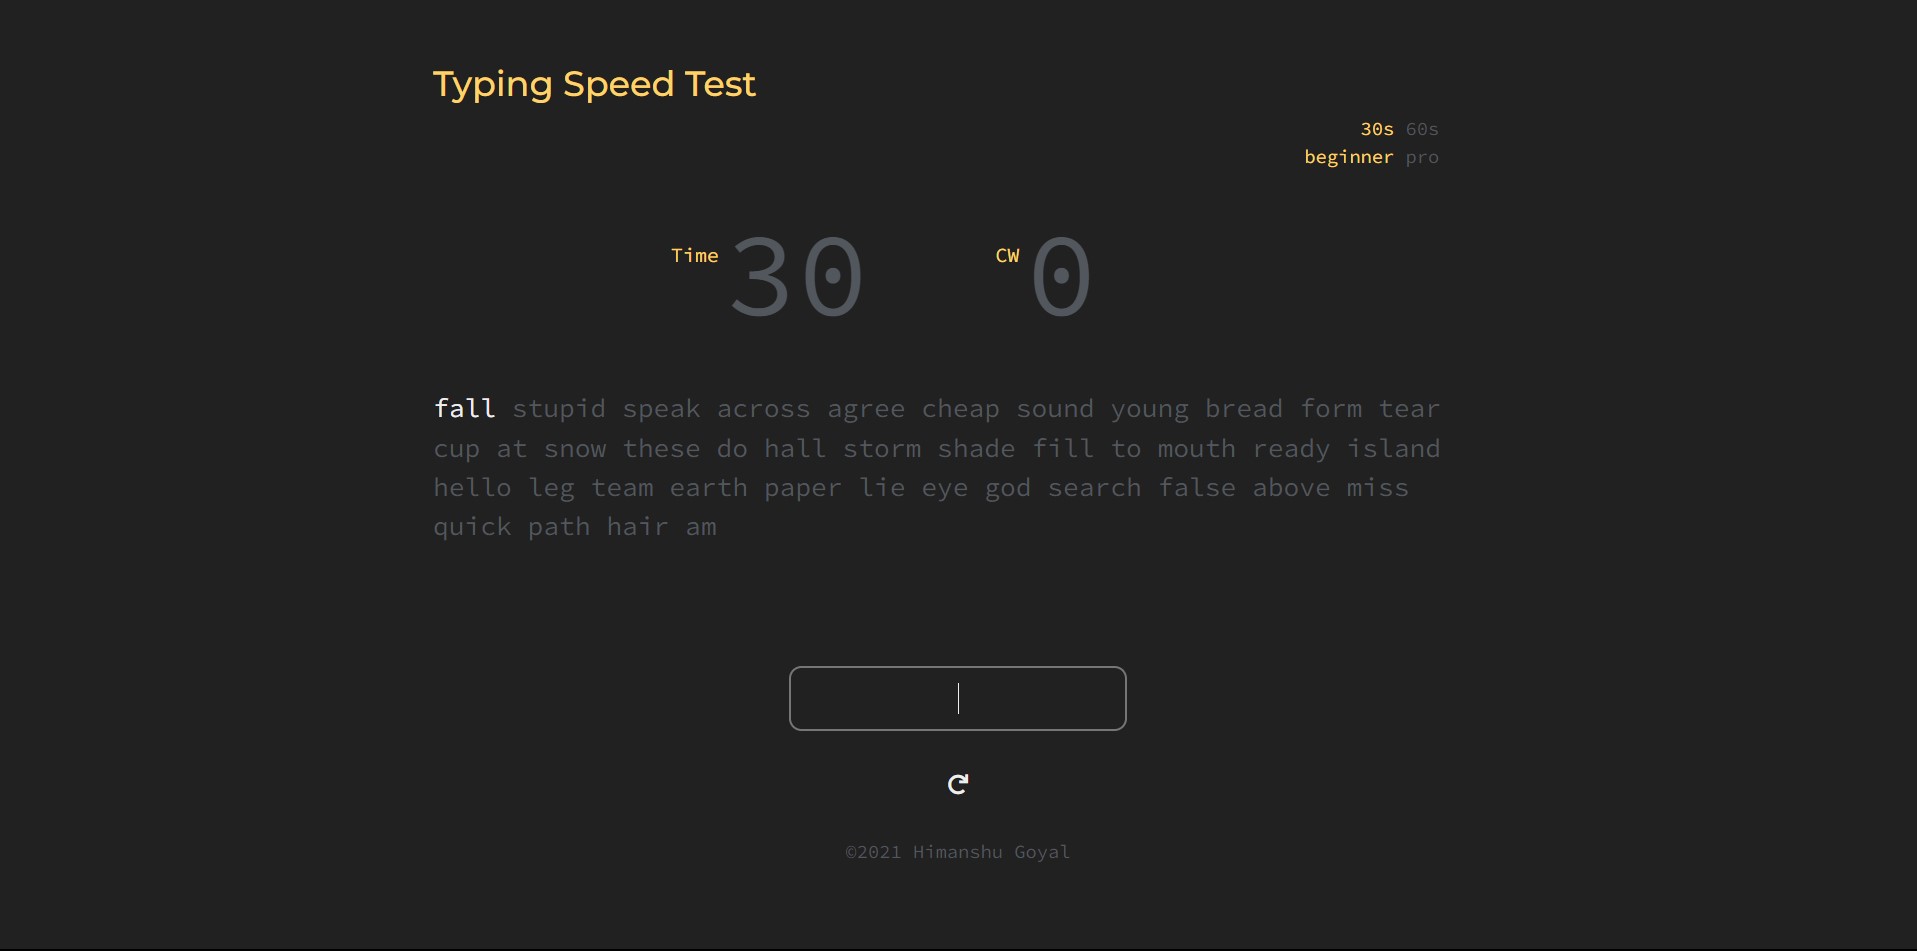 Typing Speed Test
30s 60s
beginner pro
Time 30 CW 0
fall stupid speak across agree cheap sound young bread form tear
cup at snow these do hall storm shade fill to mouth ready island
hello leg team earth paper lie eye god search false above miss
quick path hair am
©2021 Himanshu Goyal